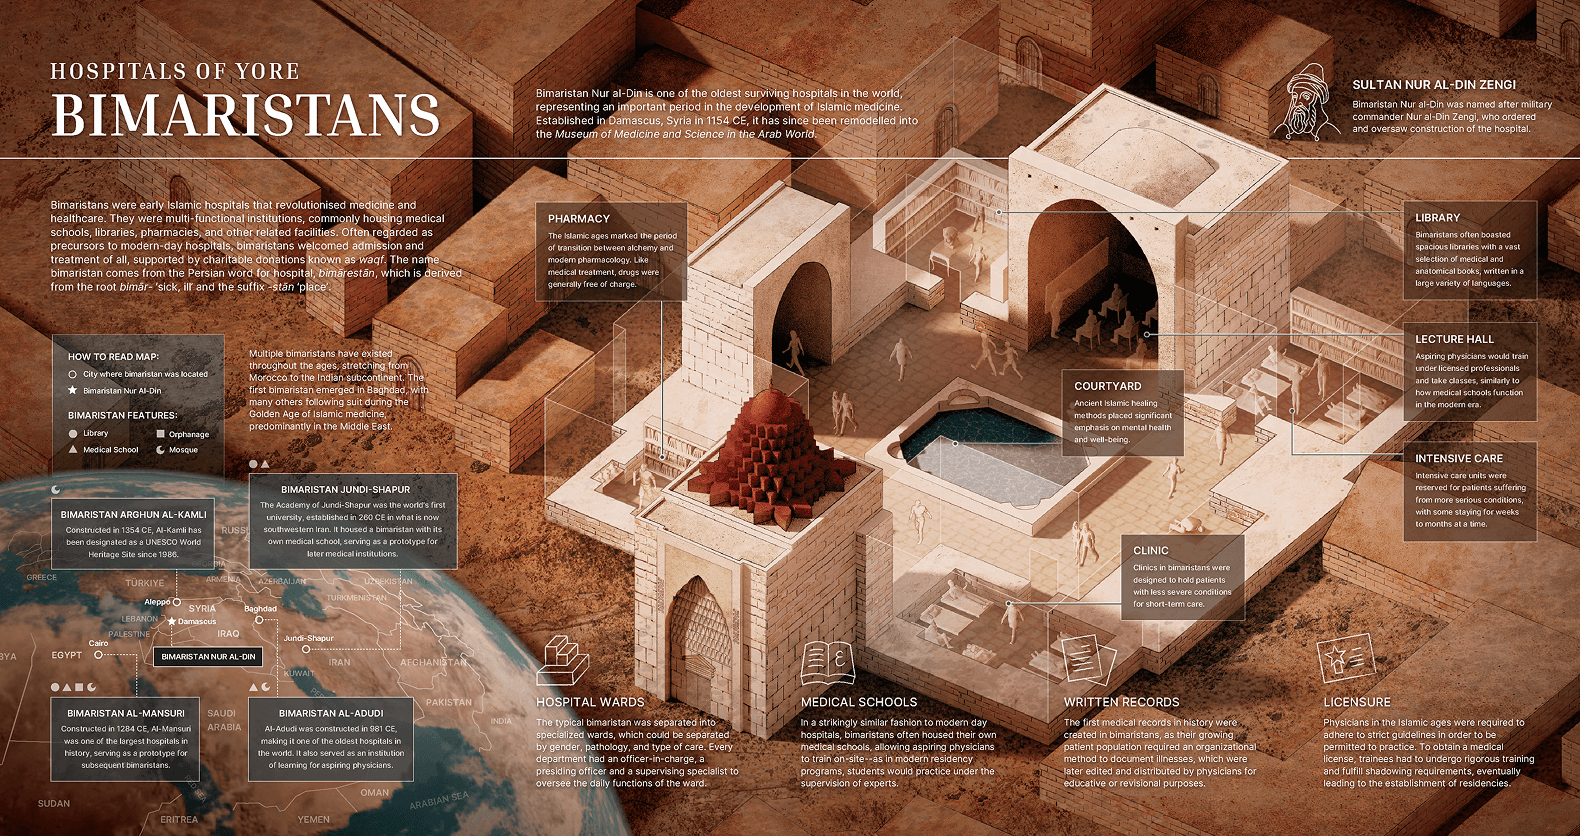 HOSPITALS OF YORE
BIMARISTANS
Bimaristan Nur al-Din is one of the oldest surviving hospitals in the world,
representing an important period in the development of Islamic medicine.
Established in Damascus, Syria in 1154 CE, it has since been remodelled into
the Museum of Medicine and Science in the Arab World.
SULTAN NUR AL-DIN ZENGI
Bimaristan Nur al-Din was named after military
commander Nur al-Din Zengi, who ordered
and oversaw construction of the hospital.
Bimaristans were early Islamic hospitals that revolutionised medicine and
healthcare. They were multi-functional institutions, commonly housing medical
schools, libraries, pharmacies, and other related facilities. Often regarded as
precursors to modern-day hospitals, bimaristans welcomed admission and
treatment of all, supported by charitable donations known as waqf. The name
bimaristan comes from the Persian word for hospital, bimārestān, which is derived
from the root bimār- 'sick, ill' and the suffix -stān 'place'.
PHARMACY
The Islamic ages marked the period
of transition between alchemy and
modern pharmacology. Like
medical treatment, drugs were
generally free of charge.
LIBRARY
Bimaristans often boasted
spacious libraries with a vast
selection of medical and
anatomical books, written in a
large variety of languages.
LECTURE HALL
Aspiring physicians would train
under licensed professionals
and take classes, similarly to
how medical schools function
in the modern era.
COURTYARD
Ancient Islamic healing
methods placed significant
emphasis on mental health
and well-being.
INTENSIVE CARE
Intensive care units were
reserved for patients suffering
from more serious conditions,
with some staying for weeks
to months at a time.
CLINIC
Clinics in bimaristans were
designed to hold patients
with less severe conditions
for short-term care.
HOW TO READ MAP:
City where bimaristan was located
Bimaristan Nur Al-Din
BIMARISTAN FEATURES:
Library
Orphanage
Medical School
Mosque
Multiple bimaristans have existed
throughout the ages, stretching from
Morocco to the Indian subcontinent. The
first bimaristan emerged in Baghdad, with
many others following suit during the
Golden Age of Islamic medicine,
predominantly in the Middle East.
BIMARISTAN ARGHUN AL-KAMLI
Constructed in 1354 CE, Al-Kamli has
been designated as a UNESCO World
Heritage Site since 1986.
BIMARISTAN JUNDI-SHAPUR
The Academy of Jundi-Shapur was the world's first
university, established in 260 CE in what is now
southwestern Iran. It housed a bimaristan with its
own medical school, serving as a prototype for
later medical institutions.
GREECE
TÜRKIYE
ARMENIA
AZERBAIJAN
UZBEKISTAN
TURKMENISTAN
Aleppo
SYRIA
Baghdad
LEBANON
Damascus
PALESTINE
IRAQ
Cairo
Jundi-Shapur
EGYPT
BIMARISTAN NUR AL-DIN
IRAN
AFGHANISTAN
KUWAIT
PAKISTAN
INDIA
SAUDI
ARABIA
BIMARISTAN AL-MANSURI
Constructed in 1284 CE, Al-Mansuri
was one of the largest hospitals in
history, serving as a prototype for
subsequent bimaristans.
BIMARISTAN AL-ADUDI
Al-Adudi was constructed in 981 CE,
making it one of the oldest hospitals in
the world. It also served as an institution
of learning for aspiring physicians.
RED SEA
OMAN
ARABIAN SEA
SUDAN
ERITREA
YEMEN
HOSPITAL WARDS
The typical bimaristan was separated into
specialized wards, which could be separated
by gender, pathology, and type of care. Every
department had an officer-in-charge, a
presiding officer and a supervising specialist to
oversee the daily functions of the ward.
MEDICAL SCHOOLS
In a strikingly similar fashion to modern day
hospitals, bimaristans often housed their own
medical schools, allowing aspiring physicians
to train on-site--as in modern residency
programs, students would practice under the
supervision of experts.
WRITTEN RECORDS
The first medical records in history were
created in bimaristans, as their growing
patient population required an organizational
method to document illnesses, which were
later edited and distributed by physicians for
educative or revisional purposes.
LICENSURE
Physicians in the Islamic ages were required to
adhere to strict guidelines in order to be
permitted to practice. To obtain a medical
license, trainees had to undergo rigorous training
and fulfill shadowing requirements, eventually
leading to the establishment of residencies.